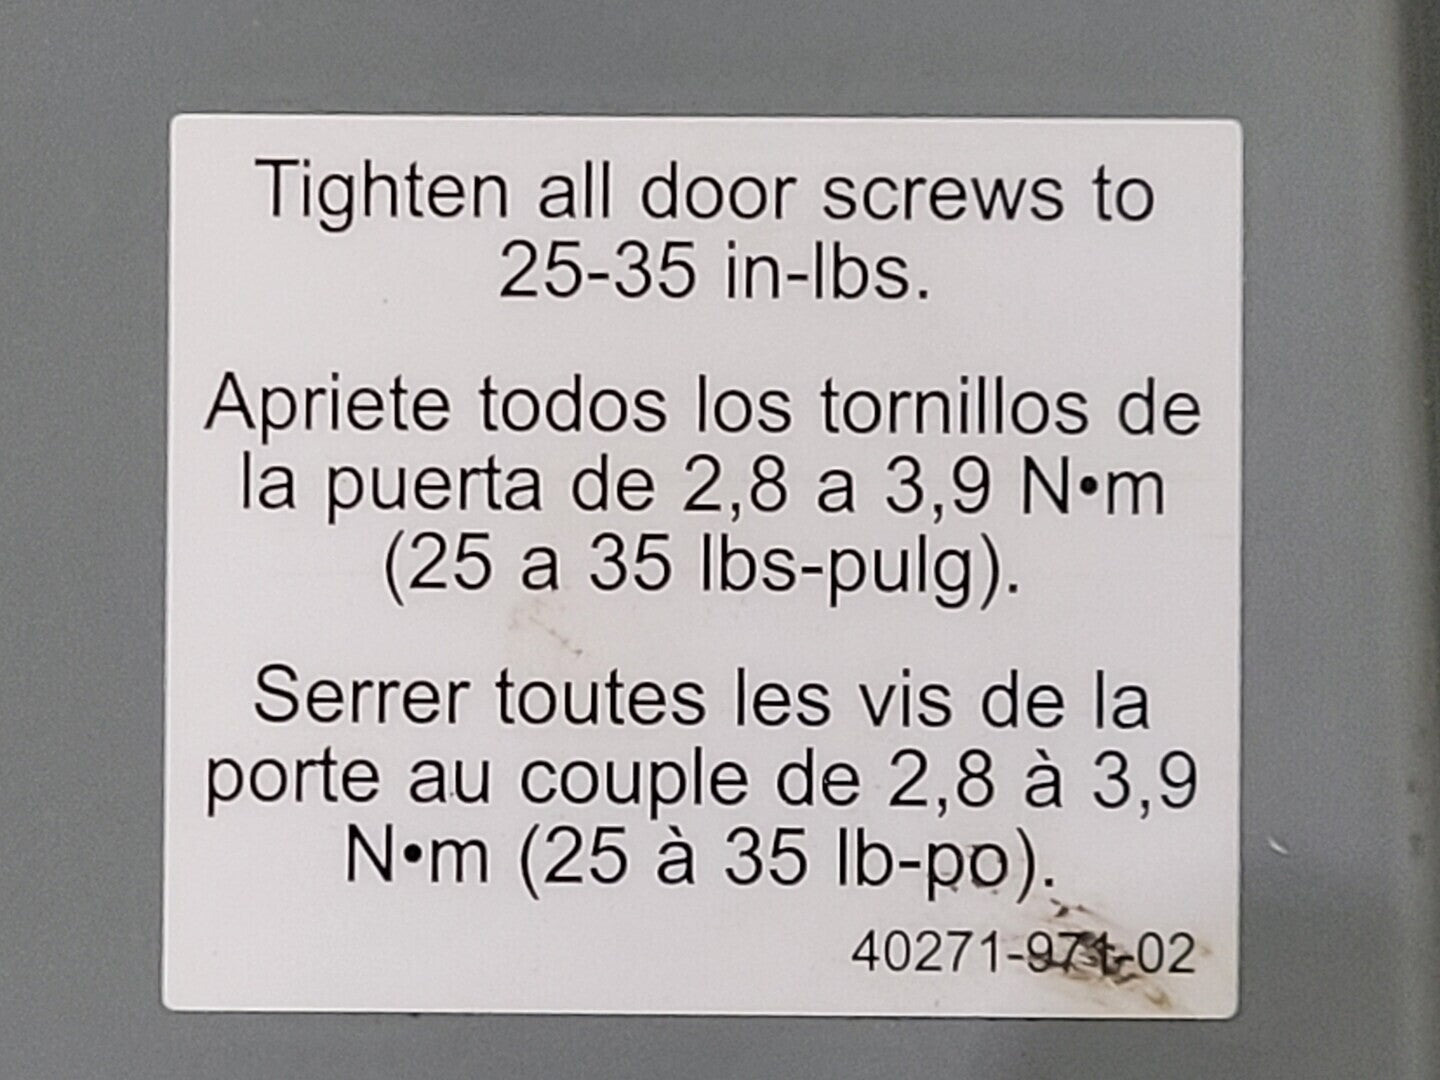 Tighten all door screws to
25-35 in-lbs.
Apriete todos los tornillos de
la puerta de 2,8 a 3,9 N•m
(25 a 35 lbs-pulg).
Serrer toutes les vis de la
porte au couple de 2,8 à 3,9
N•m (25 à 35 lb-po).
40271-971-02